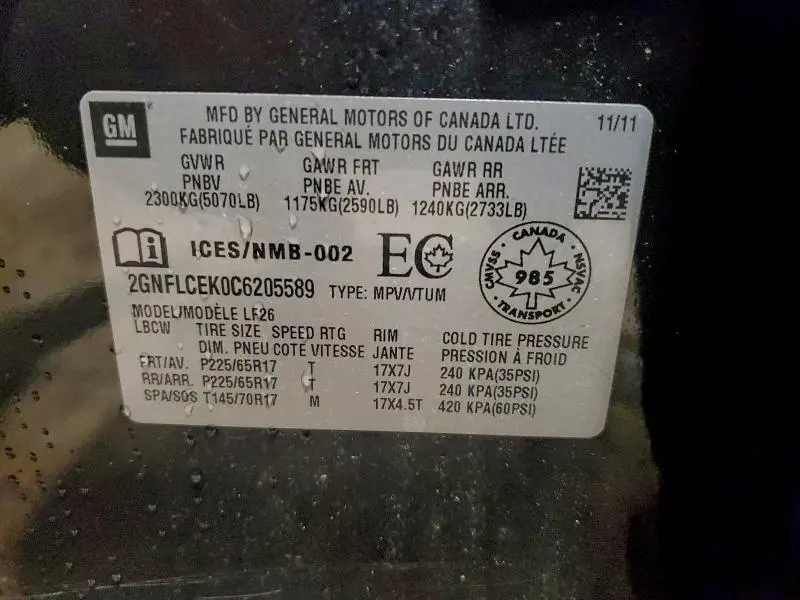 GM
MFD BY GENERAL MOTORS OF CANADA LTD. 11/11
FABRIQUÉ PAR GENERAL MOTORS DU CANADA LTÉE
GVWR GAWR FRT GAWR RR
PNBV PNBE AV. PNBE ARR.
2300KG(5070LB) 1175KG(2590LB) 1240KG(2733LB)
i ICES/NMB-002 EC
CANADA
CMVSS 985 NSVAC
TRANSPORT
2GNFLCEK0C6205589 TYPE: MPV/VTUM
MODEL/MODÈLE LF26
LBCW TIRE SIZE SPEED RTG RIM COLD TIRE PRESSURE
DIM. PNEU COTÉ VITESSE JANTE PRESSION À FROID
FRT/AV. P225/65R17 T 17X7J 240 KPA(35PSI)
RR/ARR. P225/65R17 T 17X7J 240 KPA(35PSI)
SPA/SOS T145/70R17 M 17X4.5T 420 KPA(60PSI)